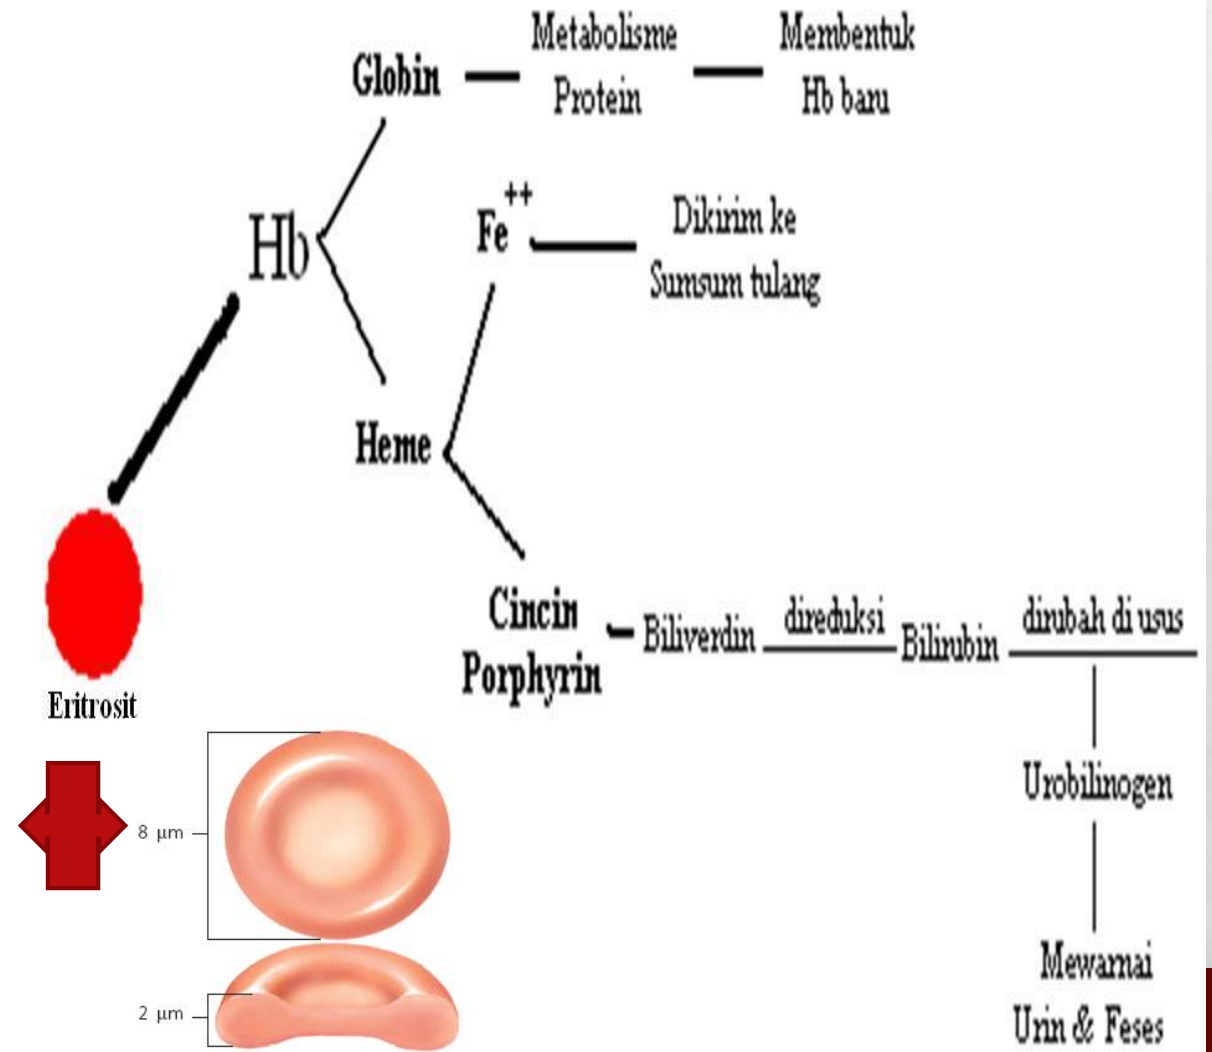 Globin
Metabolisme
Protein
Membentuk
Hb baru
Hb
Fe++
Dikirim ke
Sumsum tulang
Heme
Cincin
Porphyrin
Biliverdin
direduksi
Bilirubin
dirubah di usus
Eritrosit
Urobilinogen
8 µm
Mewarnai
Urin & Feses
2 µm